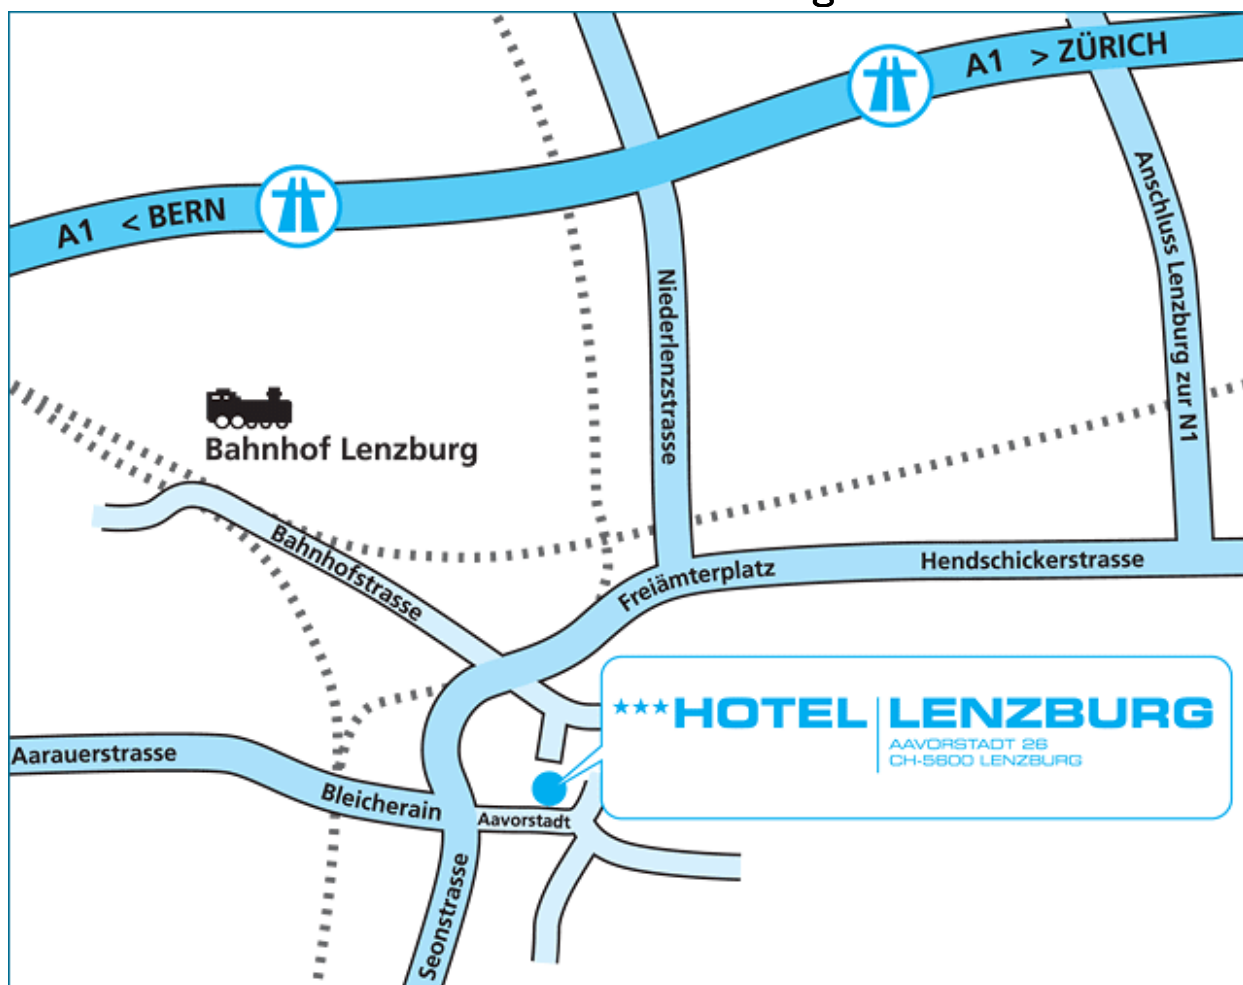 A1 > ZÜRICH
A1 < BERN
Anschluss Lenzburg zur N1
Niederlenzstrasse
Bahnhof Lenzburg
Bahnhofstrasse
Freiämterplatz
Hendschickerstrasse
***HOTEL LENZBURG
AAVORSTADT 26
CH-5600 LENZBURG
Aarauerstrasse
Bleicherain
Aavorstadt
Seonstrasse